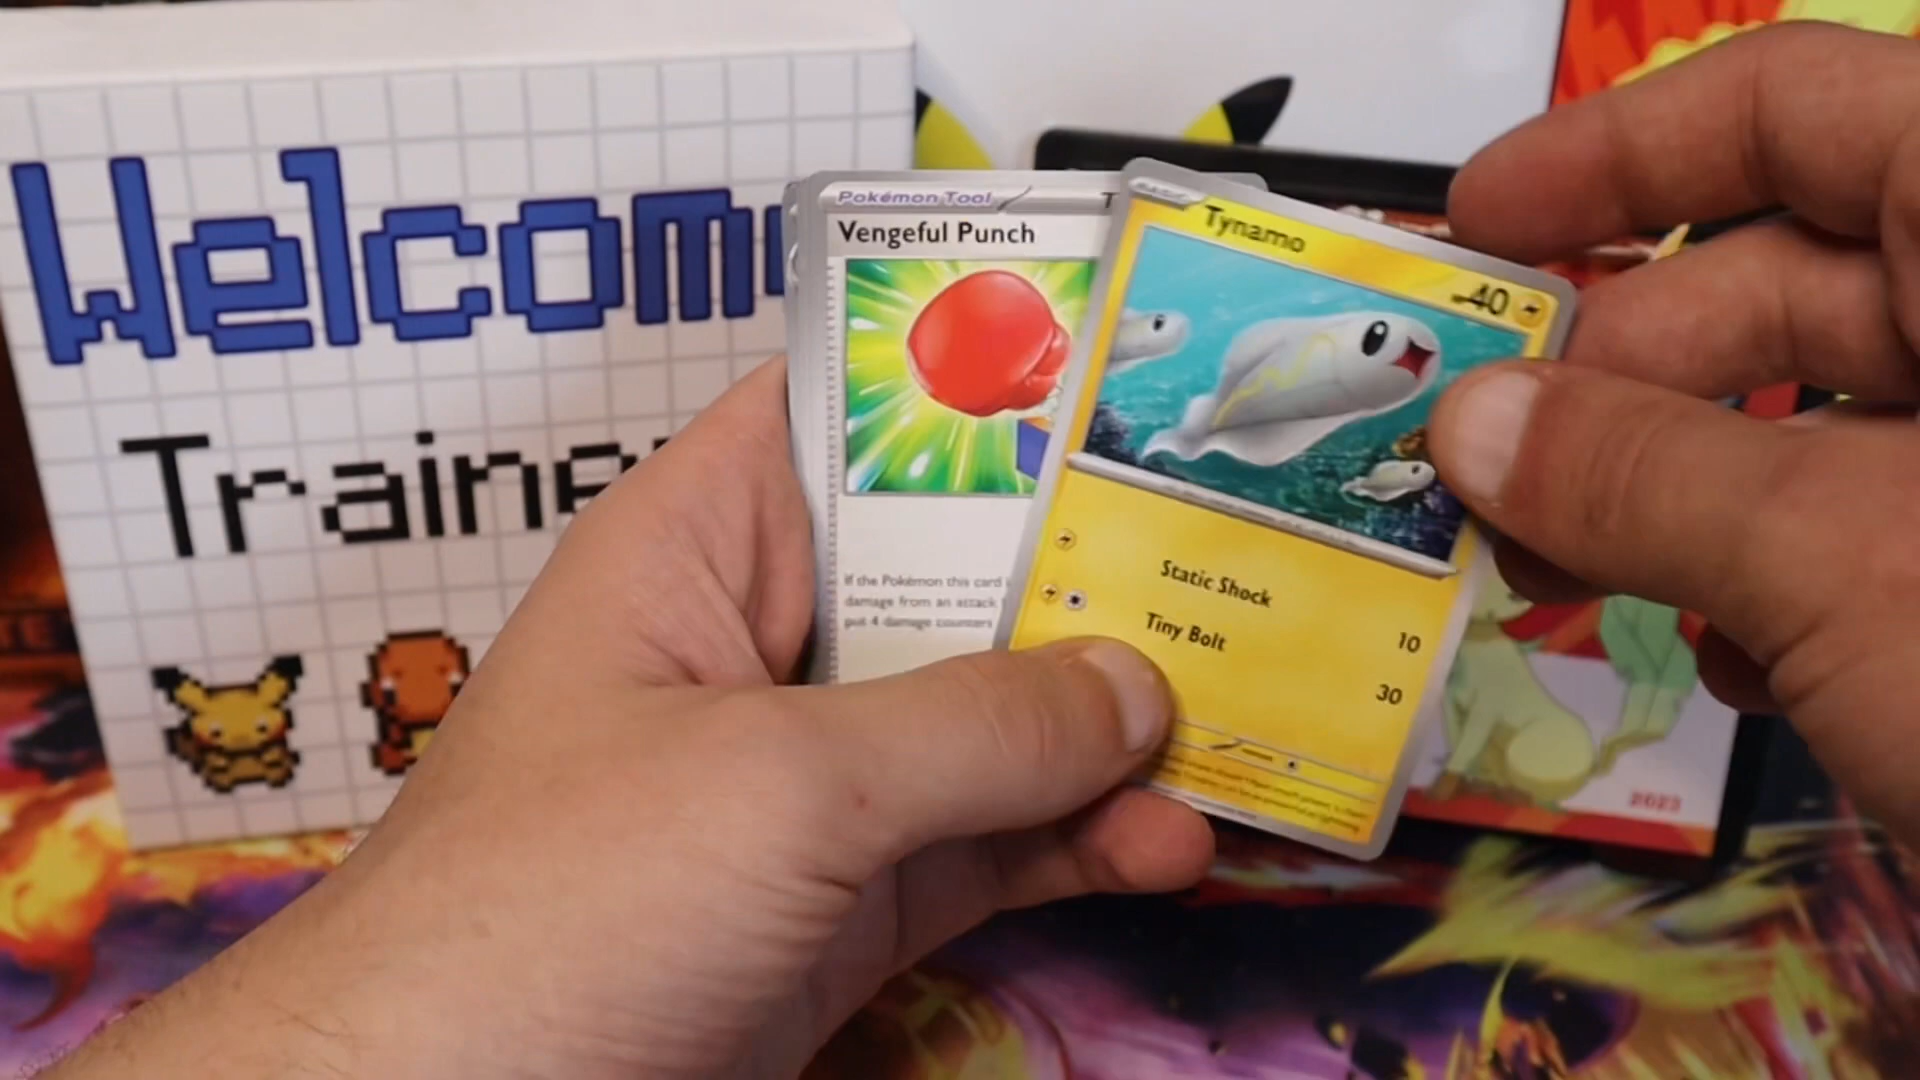 Welcom
Traine
Pokémon Tool
T
Vengeful Punch
If the Pokémon this card
damage from an attack
put 4 damage counters
BASIC
Tynamo
40
Static Shock
10
Tiny Bolt
30
2023